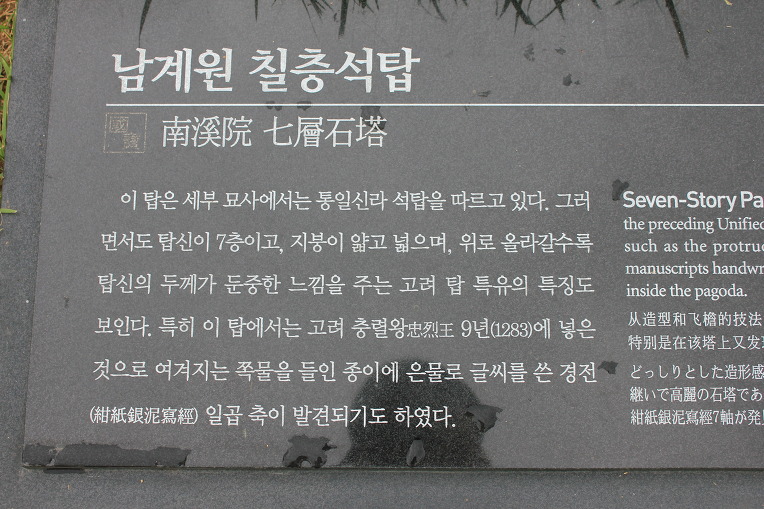 남계원 칠층석탑
南溪院 七層石塔
이 탑은 세부 묘사에서는 통일신라 석탑을 따르고 있다. 그러
면서도 탑신이 7층이고, 지붕이 얇고 넓으며, 위로 올라갈수록
탑신의 두께가 둔중한 느낌을 주는 고려 탑 특유의 특징도
보인다. 특히 이 탑에서는 고려 충렬왕忠烈王 9년(1283)에 넣은
것으로 여겨지는 쪽물을 들인 종이에 은물로 글씨를 쓴 경전
(紺紙銀泥寫經) 일곱 축이 발견되기도 하였다.
Seven-Story Pa
the preceding Unified
such as the protruc
manuscripts handwr
inside the pagoda.
从造型和飞檐的技法
特别是在该塔上又发现
どっしりとした造形感
継いで高麗の石塔であ
紺紙銀泥寫經7軸が発見